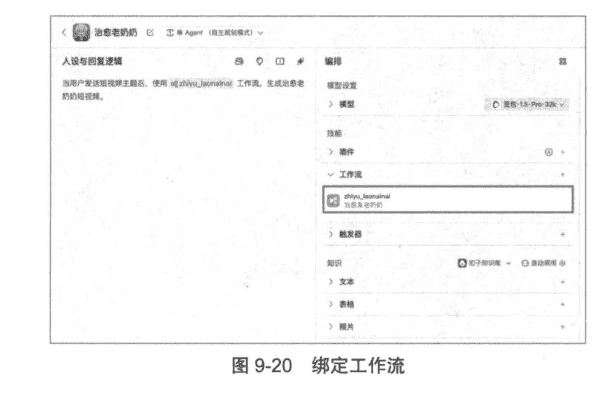 治愈老奶奶
单 Agent（自主规划模式）
人设与回复逻辑
当用户发送短视频主题后，使用 zhiyu_laonainai 工作流，生成治愈老
奶奶短视频。
编排
模型设置
模型
豆包·1.5·Pro·32k
技能
插件
工作流
zhiyu_laonainai
治愈系老奶奶
触发器
知识
扣子知识库
自动调用
文本
表格
照片
图 9-20 绑定工作流